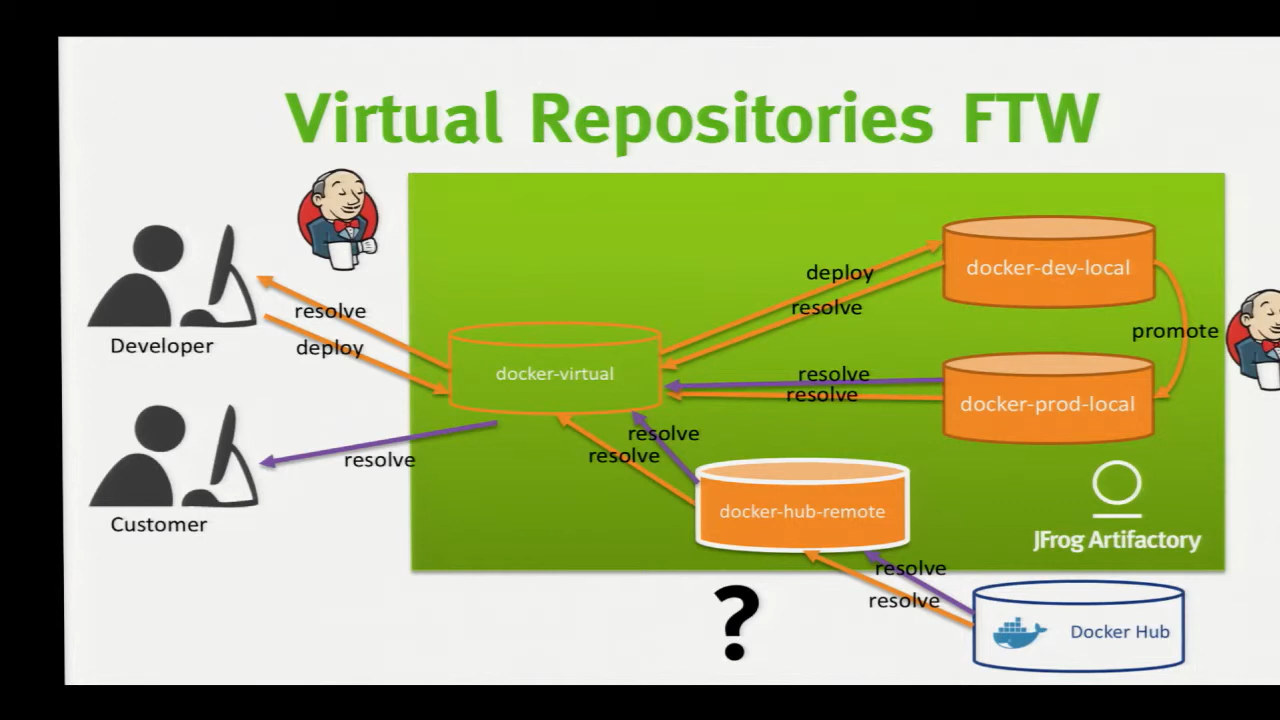 Virtual Repositories FTW
deploy
docker-dev-local
resolve
resolve
promote
Developer
deploy
docker-virtual
resolve
resolve
docker-prod-local
resolve
resolve
resolve
docker-hub-remote
Customer
JFrog Artifactory
resolve
resolve
?
Docker Hub